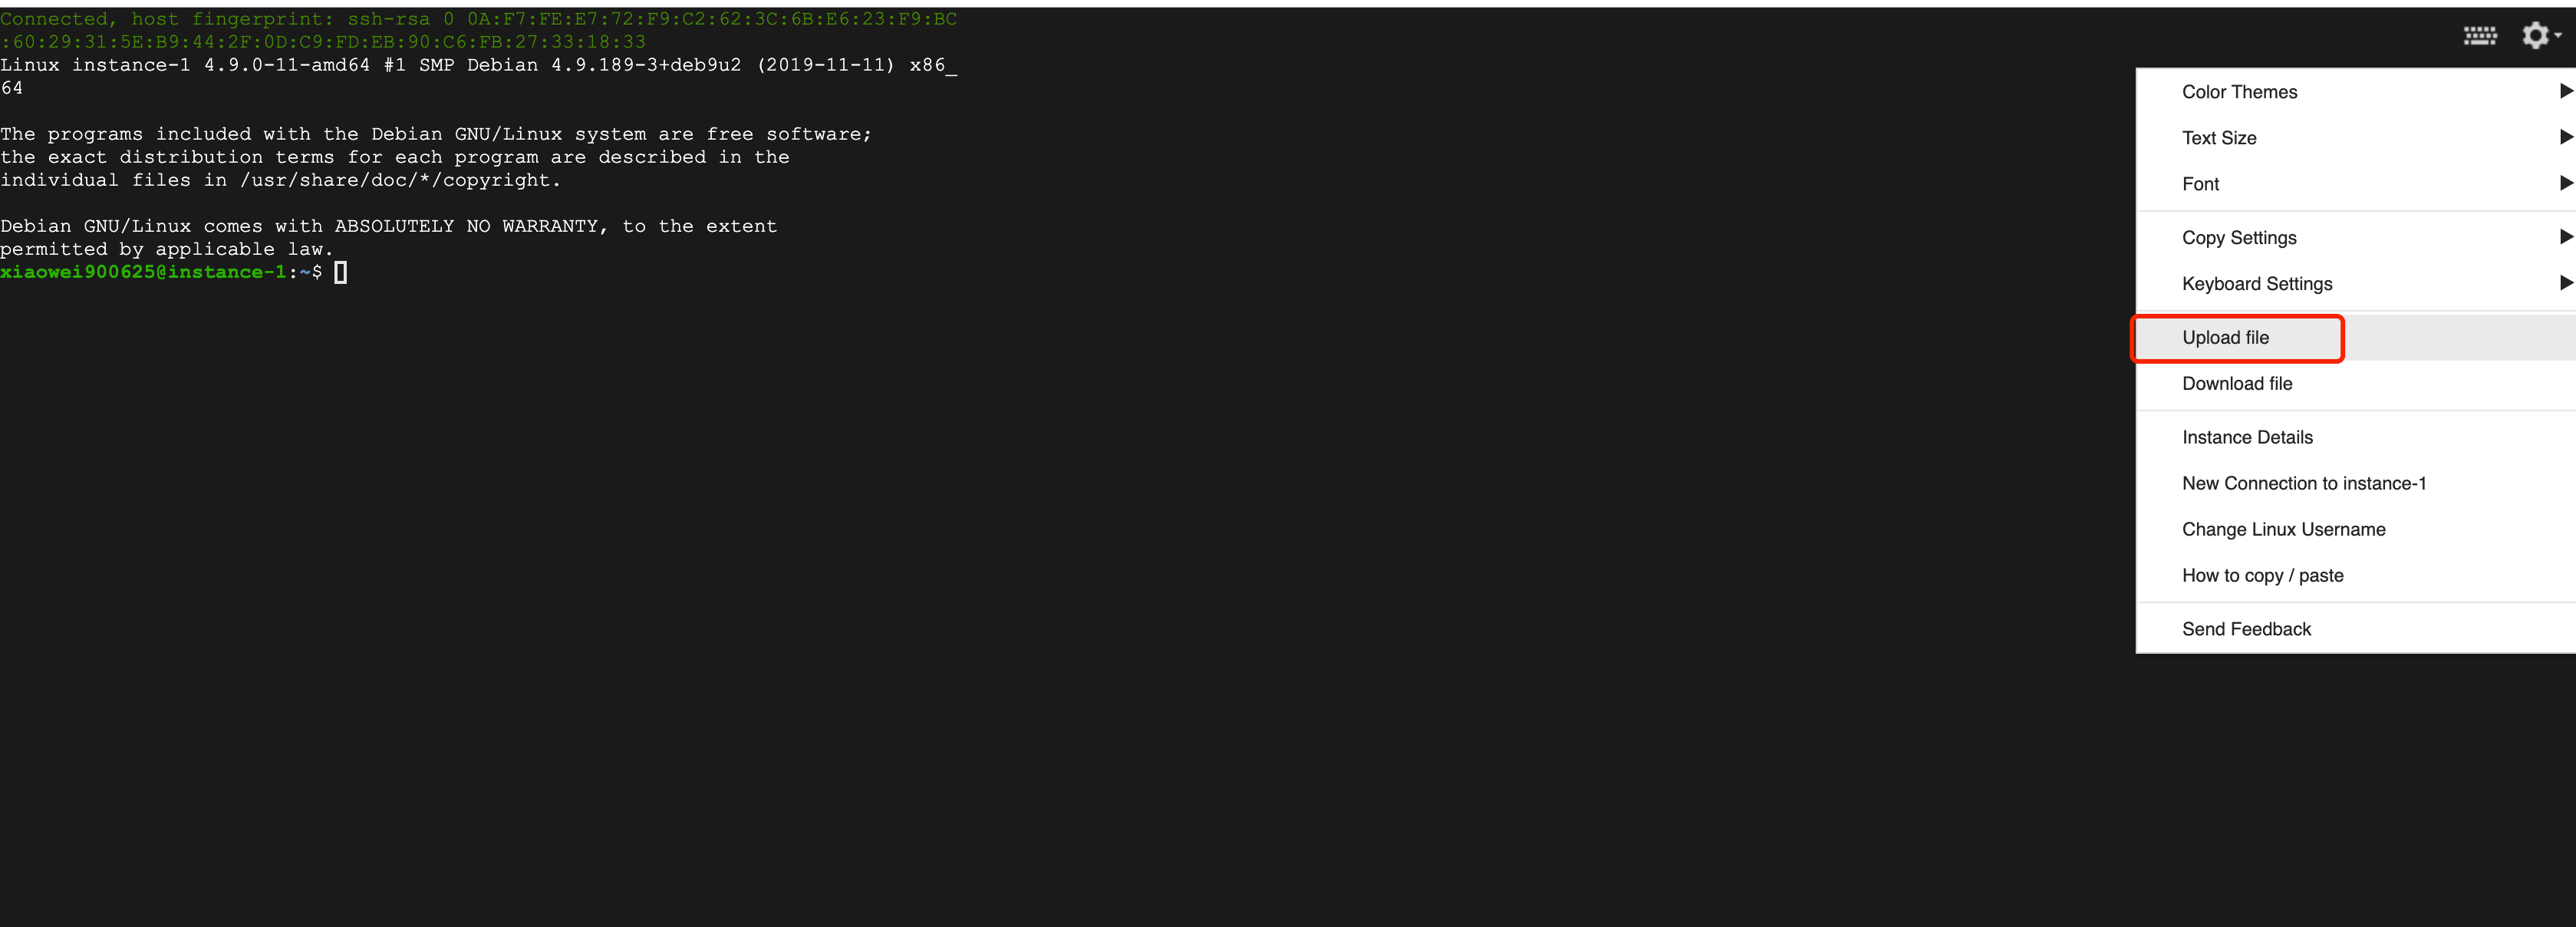 Connected, host fingerprint: ssh-rsa 0 0A:F7:FE:E7:72:F9:C2:62:3C:6B:E6:23:F9:BC
:60:29:31:5E:B9:44:2F:0D:C9:FD:EB:90:C6:FB:27:33:18:33
Linux instance-1 4.9.0-11-amd64 #1 SMP Debian 4.9.189-3+deb9u2 (2019-11-11) x86_
64
The programs included with the Debian GNU/Linux system are free software;
the exact distribution terms for each program are described in the
individual files in /usr/share/doc/*/copyright.
Debian GNU/Linux comes with ABSOLUTELY NO WARRANTY, to the extent
permitted by applicable law.
xiaowei900625@instance-1:~$
Color Themes
Text Size
Font
Copy Settings
Keyboard Settings
Upload file
Download file
Instance Details
New Connection to instance-1
Change Linux Username
How to copy / paste
Send Feedback